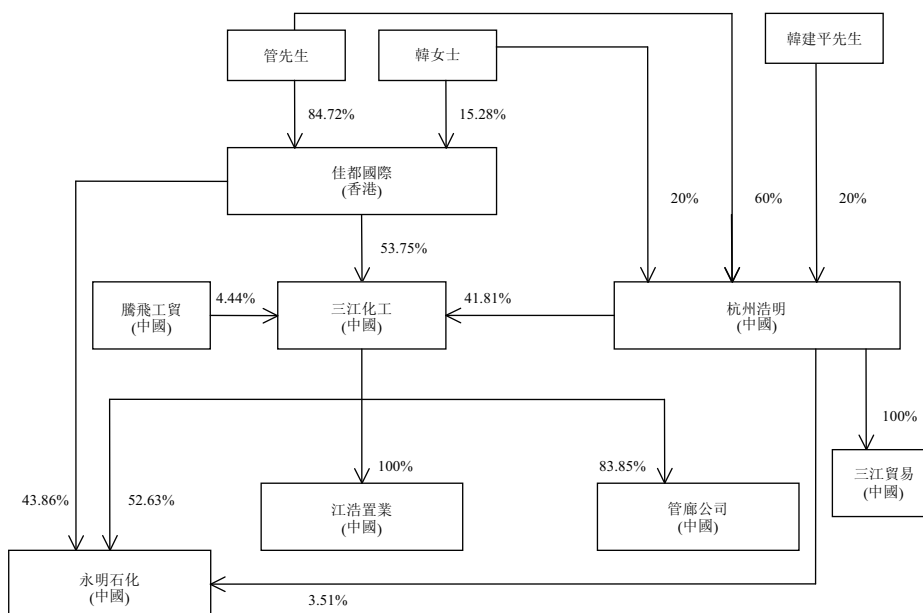 管先生
韓女士
韓建平先生
84.72%
15.28%
佳都國際
(香港)
20%
60%
20%
53.75%
騰飛工貿
(中國)
4.44%
三江化工
(中國)
41.81%
杭州浩明
(中國)
100%
三江貿易
(中國)
43.86%
52.63%
100%
83.85%
江浩置業
(中國)
管廊公司
(中國)
永明石化
(中國)
3.51%